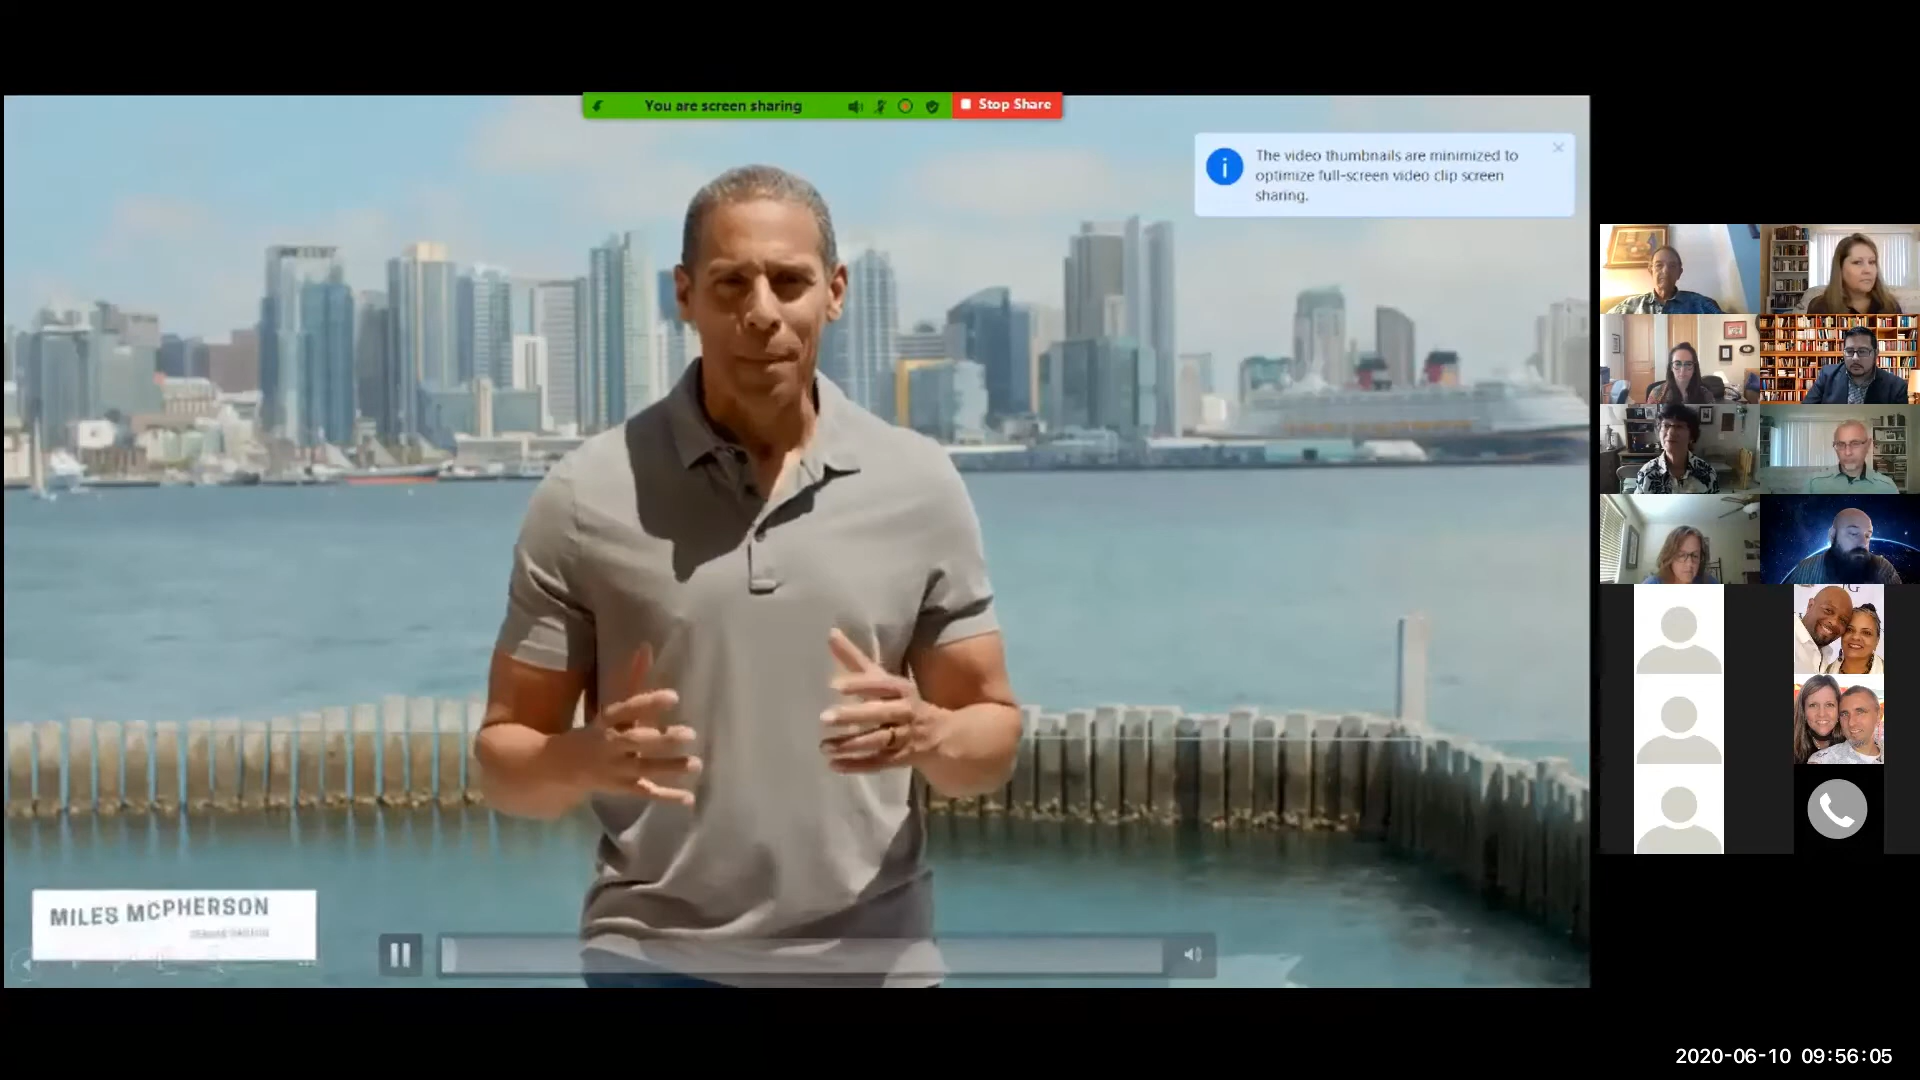 You are screen sharing
Stop Share
The video thumbnails are minimized to
optimize full-screen video clip screen
sharing.
MILES MCPHERSON
2020-06-10 09:56:05